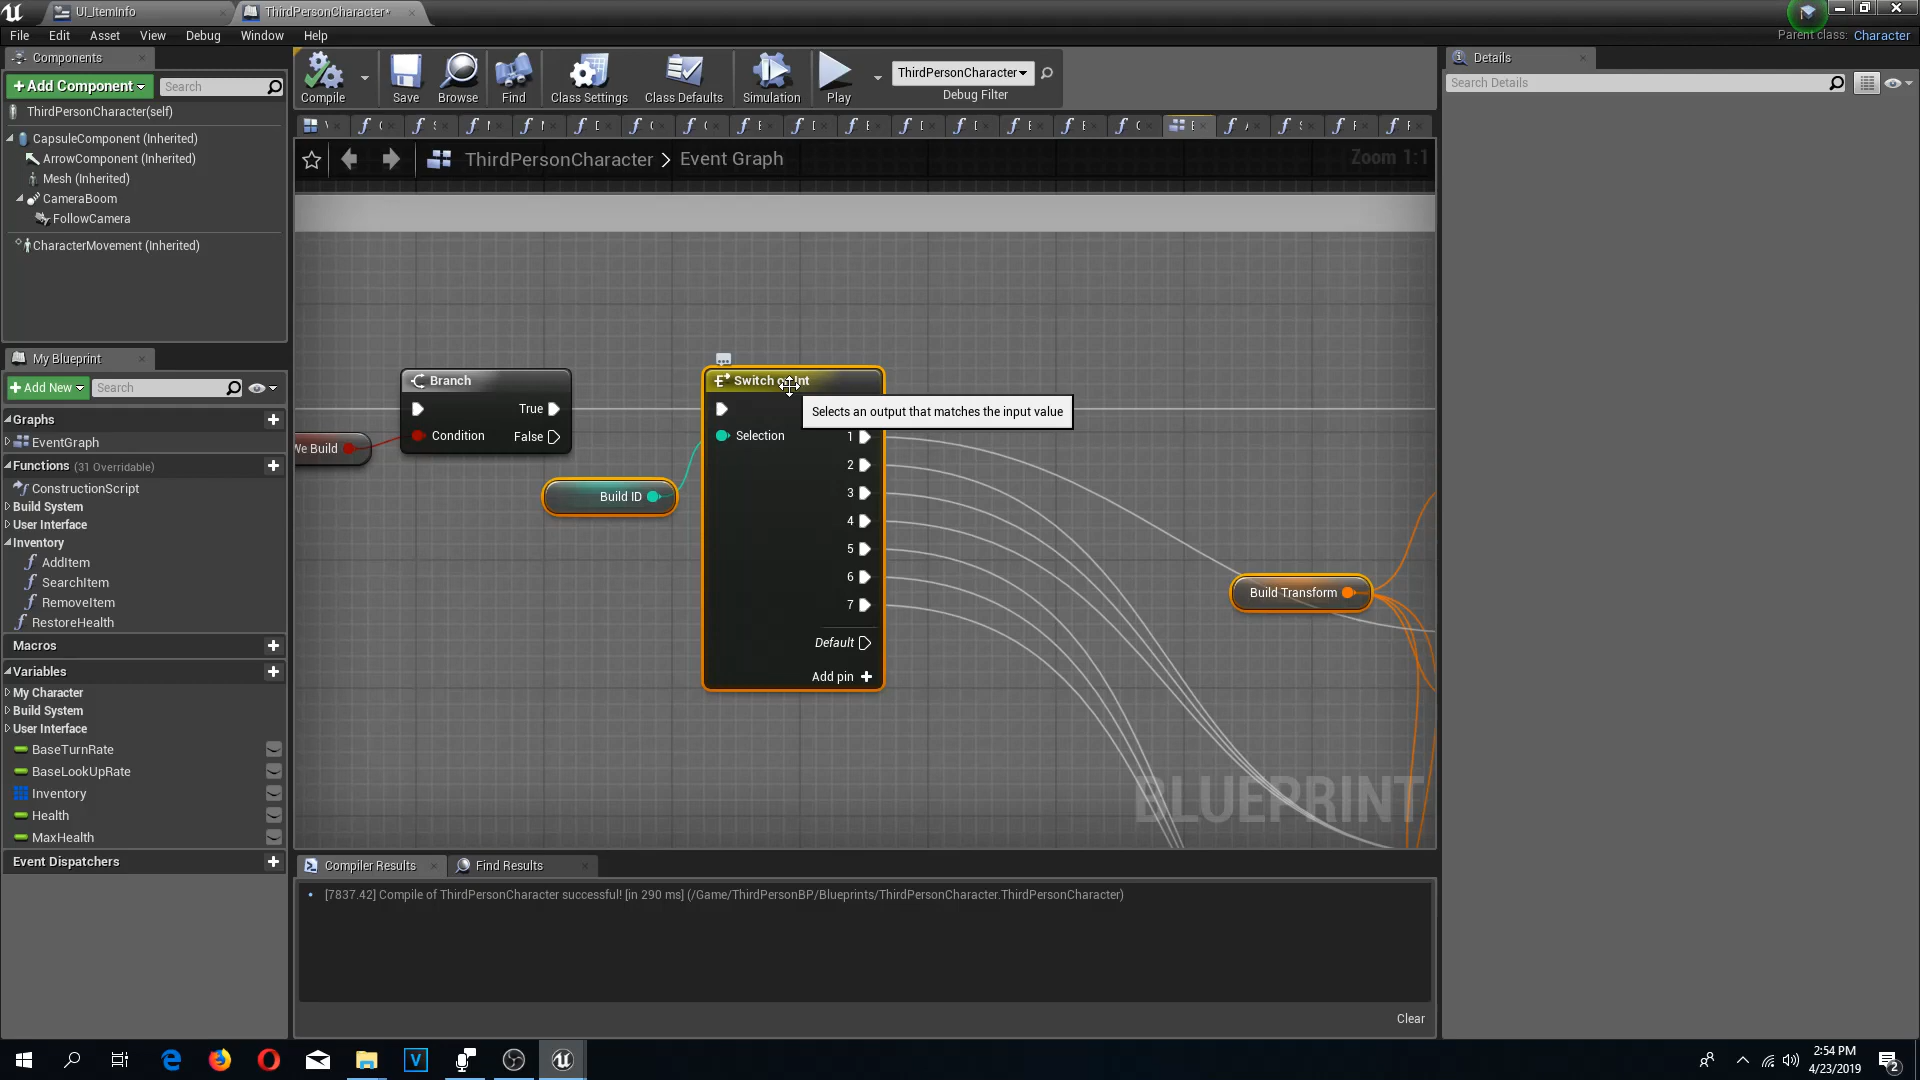 UI_ItemInfo
ThirdPersonCharacter*
File Edit Asset View Debug Window Help
Parent class: Character
Components
+Add Component
Search
ThirdPersonCharacter(self)
CapsuleComponent (Inherited)
ArrowComponent (Inherited)
Mesh (Inherited)
CameraBoom
FollowCamera
CharacterMovement (Inherited)
Compile
Save
Browse
Find
Class Settings
Class Defaults
Simulation
Play
ThirdPersonCharacter
Debug Filter
ThirdPersonCharacter > Event Graph
Zoom 1:1
Branch
True
Condition
False
We Build
Build ID
Selection
Selects an output that matches the input value
1
2
3
4
5
6
7
Default
Add pin +
Build Transform
BLUEPRINT
My Blueprint
+Add New
Search
Graphs
EventGraph
Functions (31 Overridable)
ConstructionScript
Build System
User Interface
Inventory
AddItem
SearchItem
RemoveItem
RestoreHealth
Macros
Variables
My Character
Build System
User Interface
BaseTurnRate
BaseLookUpRate
Inventory
Health
MaxHealth
Event Dispatchers
Compiler Results
Find Results
[7837.42] Compile of ThirdPersonCharacter successful! [in 290 ms] (/Game/ThirdPersonBP/Blueprints/ThirdPersonCharacter.ThirdPersonCharacter)
Clear
Details
Search Details
2:54 PM
4/23/2019
2